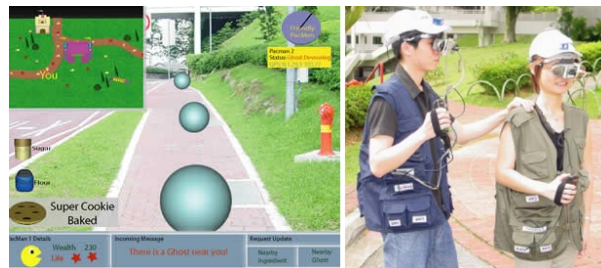 You
Friendly
PacMen
Pacman 2
Status: Ghost Devouring
Sugar
Flour
Super Cookie
Baked
PacMan 1 Details
Wealth 230
Life
Incoming Message
There is a Ghost near you!
Request Update
Nearby
Ingredient
Nearby
Ghost